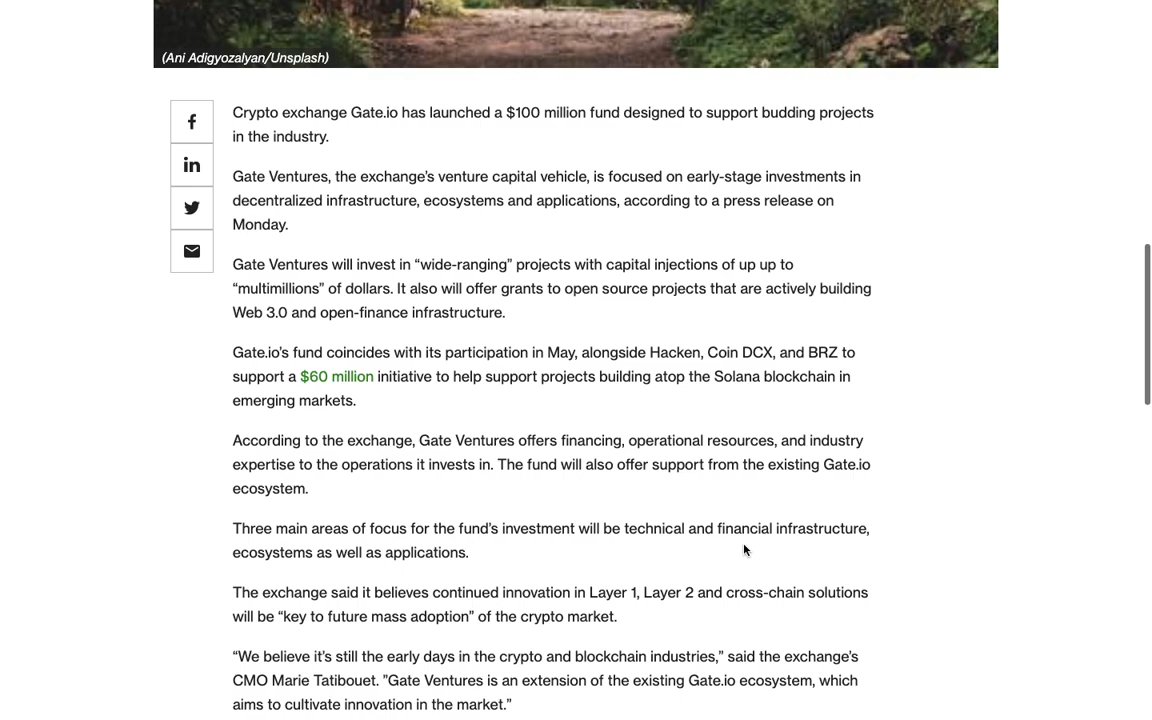 (Ani Adigyozalyan/Unsplash)
Crypto exchange Gate.io has launched a $100 million fund designed to support budding projects
in the industry.
Gate Ventures, the exchange’s venture capital vehicle, is focused on early-stage investments in
decentralized infrastructure, ecosystems and applications, according to a press release on
Monday.
Gate Ventures will invest in “wide-ranging” projects with capital injections of up up to
“multimillions” of dollars. It also will offer grants to open source projects that are actively building
Web 3.0 and open-finance infrastructure.
Gate.io’s fund coincides with its participation in May, alongside Hacken, Coin DCX, and BRZ to
support a $60 million initiative to help support projects building atop the Solana blockchain in
emerging markets.
According to the exchange, Gate Ventures offers financing, operational resources, and industry
expertise to the operations it invests in. The fund will also offer support from the existing Gate.io
ecosystem.
Three main areas of focus for the fund’s investment will be technical and financial infrastructure,
ecosystems as well as applications.
The exchange said it believes continued innovation in Layer 1, Layer 2 and cross-chain solutions
will be “key to future mass adoption” of the crypto market.
“We believe it’s still the early days in the crypto and blockchain industries,” said the exchange’s
CMO Marie Tatibouet. ”Gate Ventures is an extension of the existing Gate.io ecosystem, which
aims to cultivate innovation in the market.”